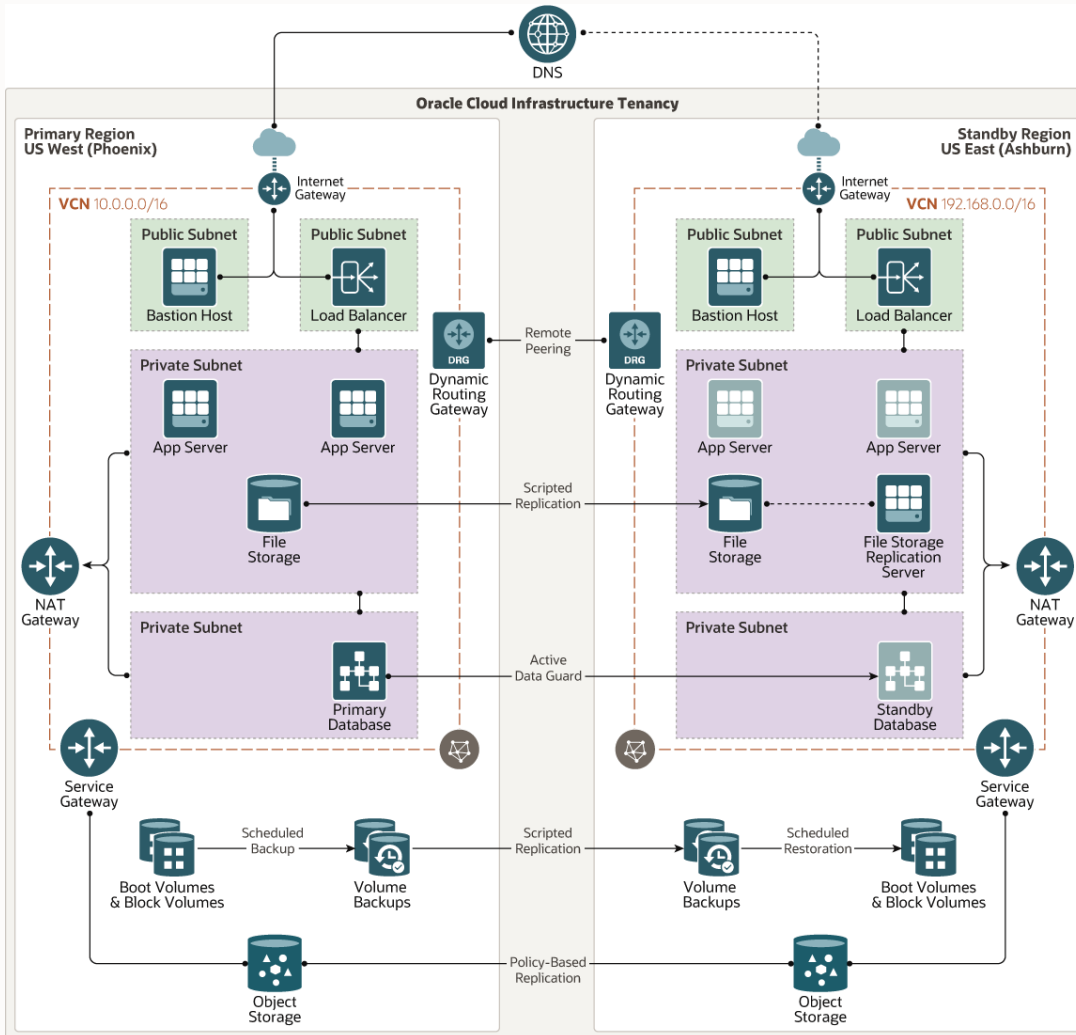 DNS
Oracle Cloud Infrastructure Tenancy
Primary Region
US West (Phoenix)
Standby Region
US East (Ashburn)
Internet
Gateway
Internet
Gateway
VCN 10.0.0.0/16
VCN 192.168.0.0/16
Public Subnet
Bastion Host
Public Subnet
Load Balancer
Public Subnet
Bastion Host
Public Subnet
Load Balancer
DRG
Dynamic
Routing
Gateway
Remote
Peering
DRG
Dynamic
Routing
Gateway
Private Subnet
App Server
App Server
Private Subnet
App Server
App Server
File
Storage
Scripted
Replication
File
Storage
File Storage
Replication
Server
NAT
Gateway
NAT
Gateway
Private Subnet
Primary
Database
Active
Data Guard
Private Subnet
Standby
Database
Service
Gateway
Service
Gateway
Boot Volumes
& Block Volumes
Scheduled
Backup
Volume
Backups
Scripted
Replication
Volume
Backups
Scheduled
Restoration
Boot Volumes
& Block Volumes
Object
Storage
Policy-Based
Replication
Object
Storage